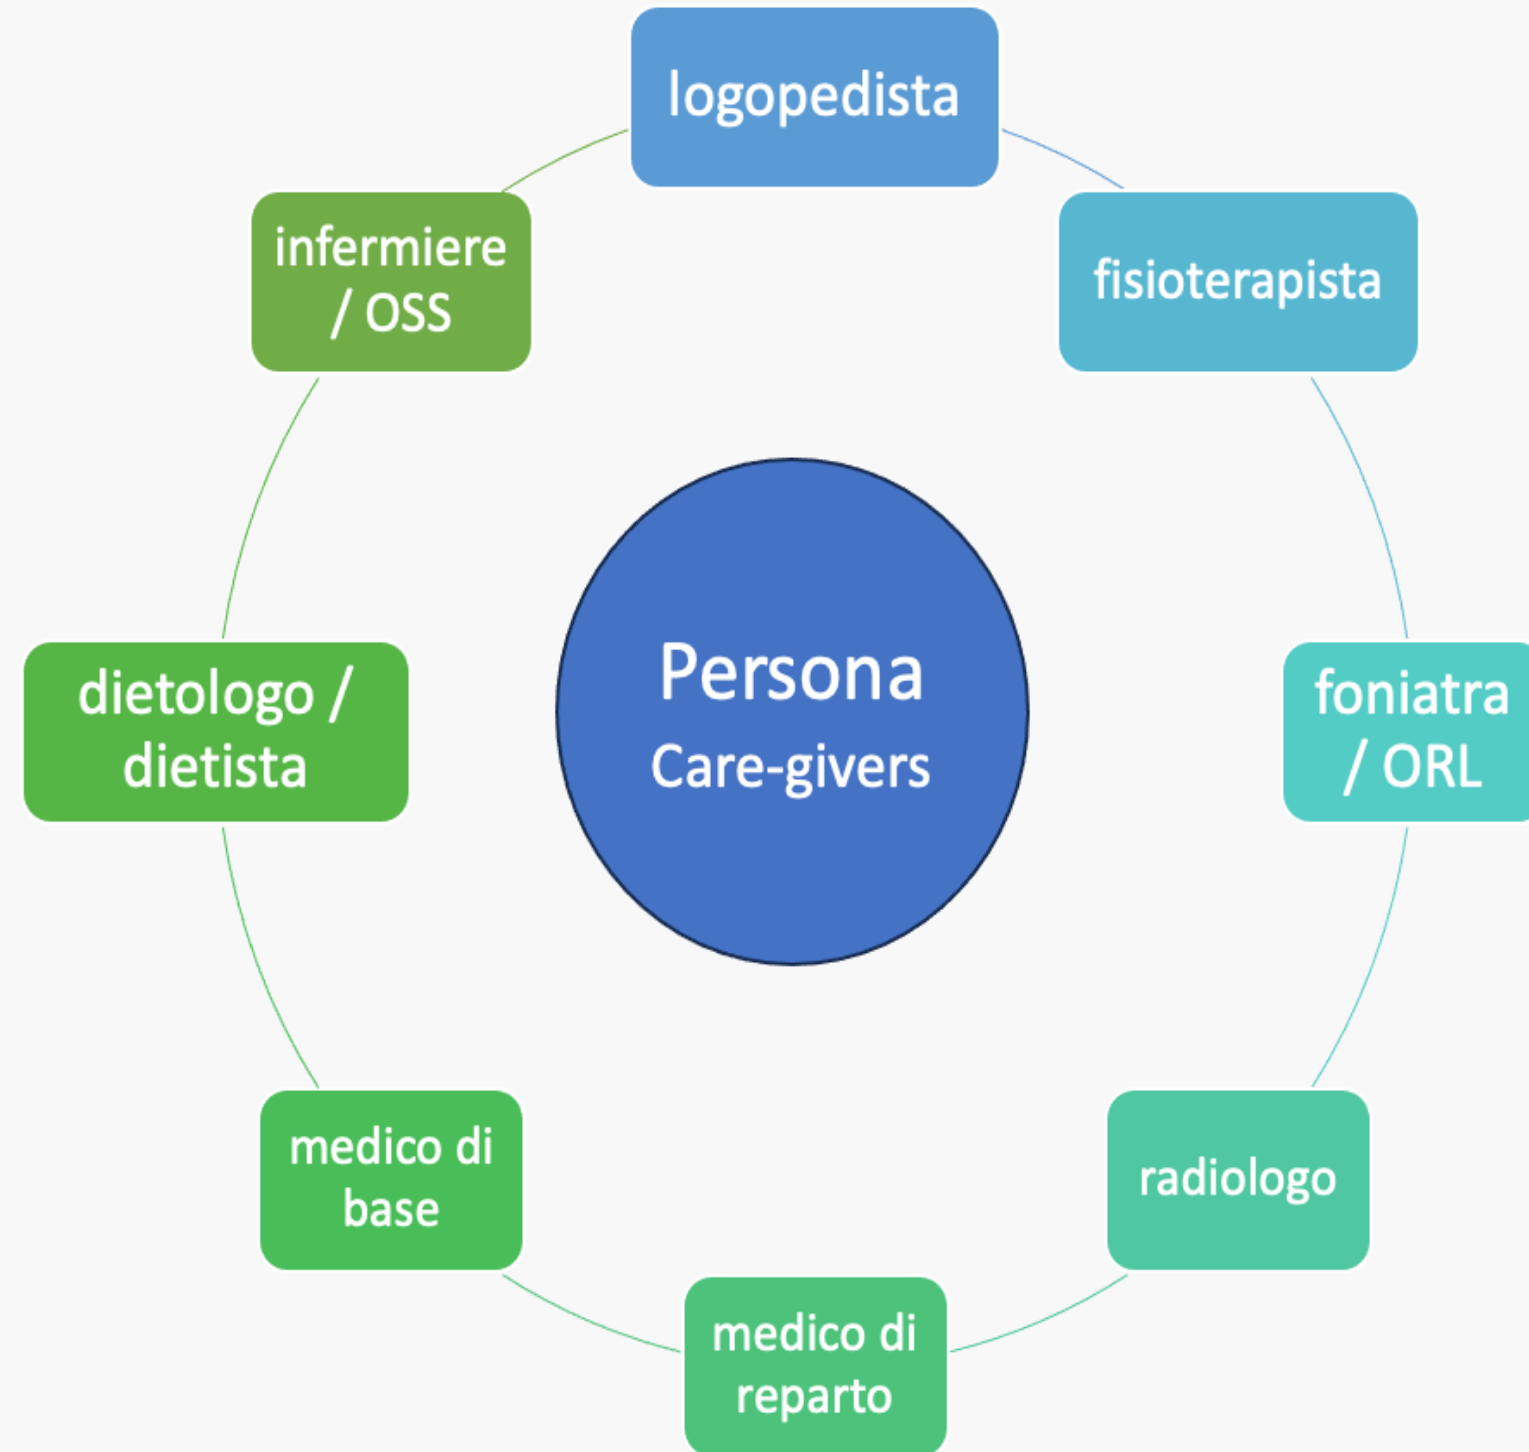 logopedista
infermiere
/ OSS
fisioterapista
Persona
Care-givers
dietologo /
dietista
foniatra
/ ORL
medico di
base
radiologo
medico di
reparto